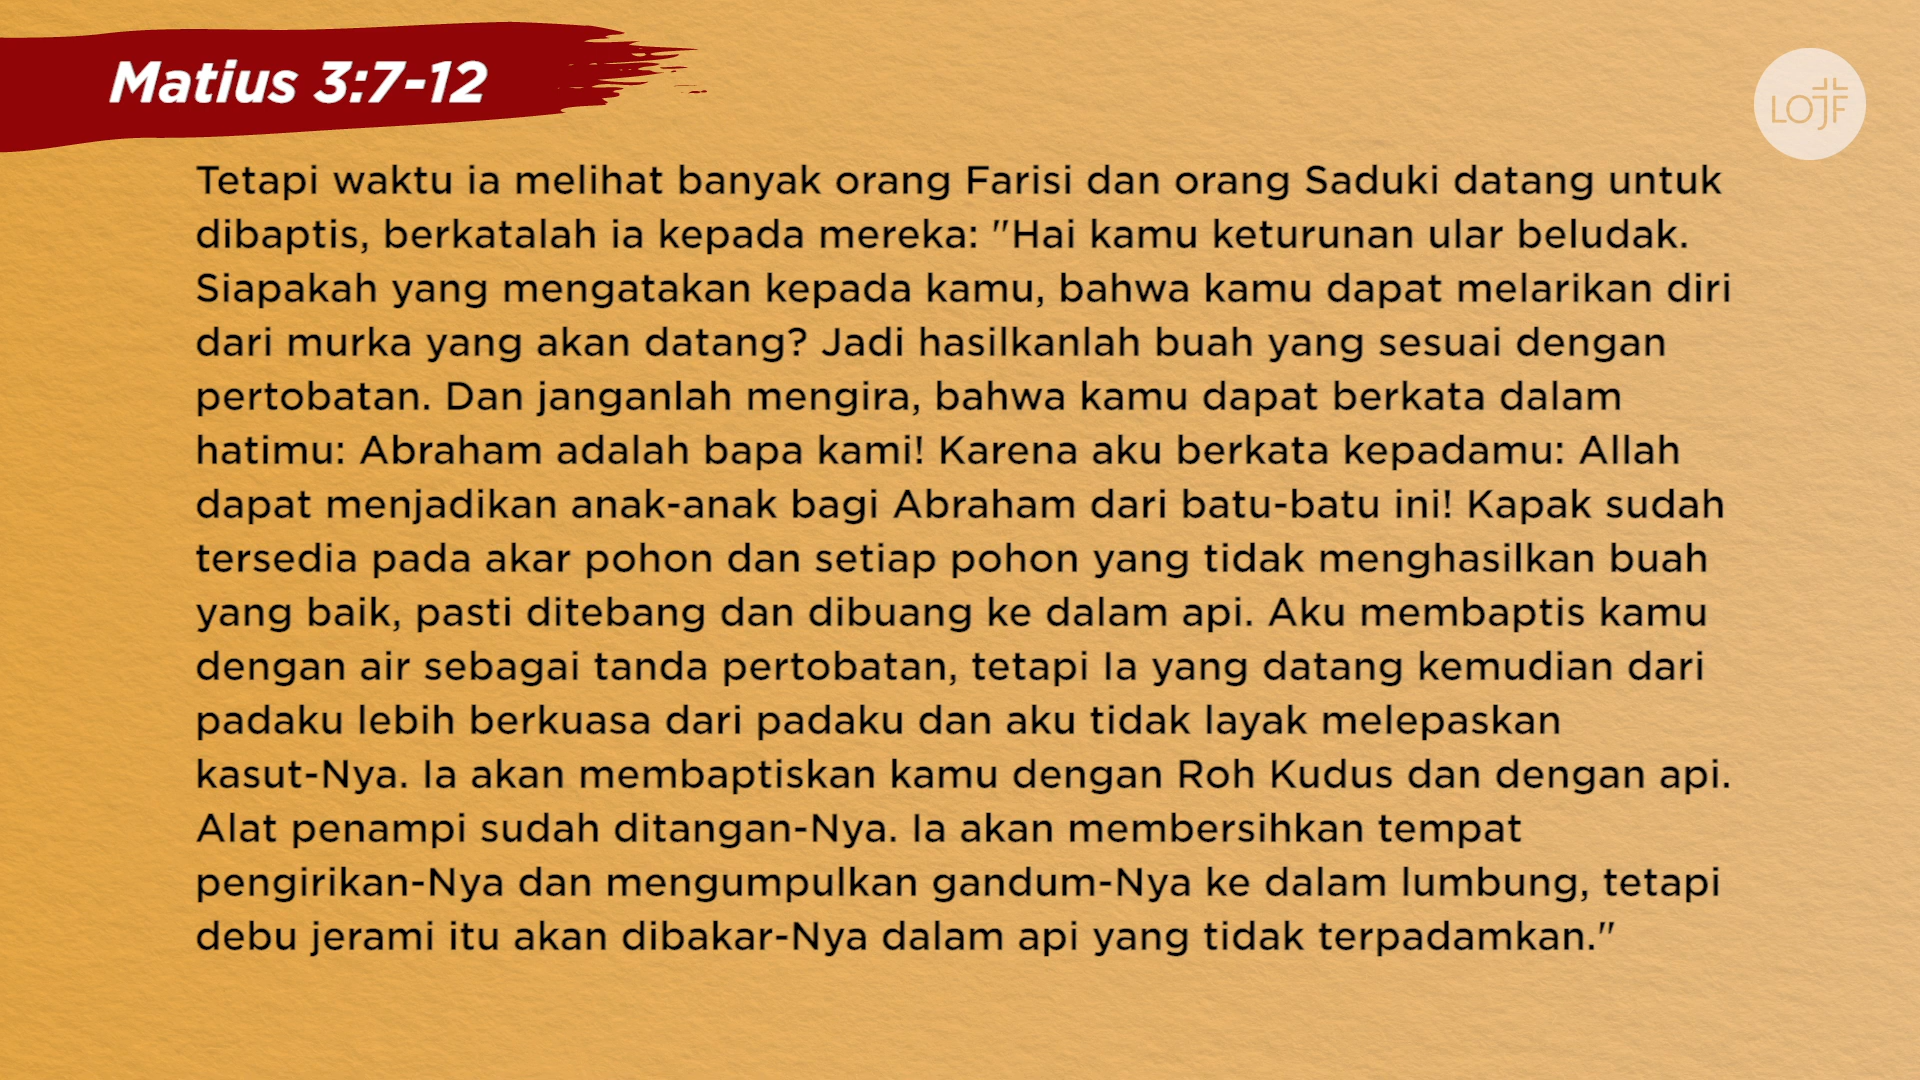 Matius 3:7-12
LOJF
Tetapi waktu ia melihat banyak orang Farisi dan orang Saduki datang untuk
dibaptis, berkatalah ia kepada mereka: "Hai kamu keturunan ular beludak.
Siapakah yang mengatakan kepada kamu, bahwa kamu dapat melarikan diri
dari murka yang akan datang? Jadi hasilkanlah buah yang sesuai dengan
pertobatan. Dan janganlah mengira, bahwa kamu dapat berkata dalam
hatimu: Abraham adalah bapa kami! Karena aku berkata kepadamu: Allah
dapat menjadikan anak-anak bagi Abraham dari batu-batu ini! Kapak sudah
tersedia pada akar pohon dan setiap pohon yang tidak menghasilkan buah
yang baik, pasti ditebang dan dibuang ke dalam api. Aku membaptis kamu
dengan air sebagai tanda pertobatan, tetapi Ia yang datang kemudian dari
padaku lebih berkuasa dari padaku dan aku tidak layak melepaskan
kasut-Nya. Ia akan membaptiskan kamu dengan Roh Kudus dan dengan api.
Alat penampi sudah ditangan-Nya. Ia akan membersihkan tempat
pengirikan-Nya dan mengumpulkan gandum-Nya ke dalam lumbung, tetapi
debu jerami itu akan dibakar-Nya dalam api yang tidak terpadamkan."